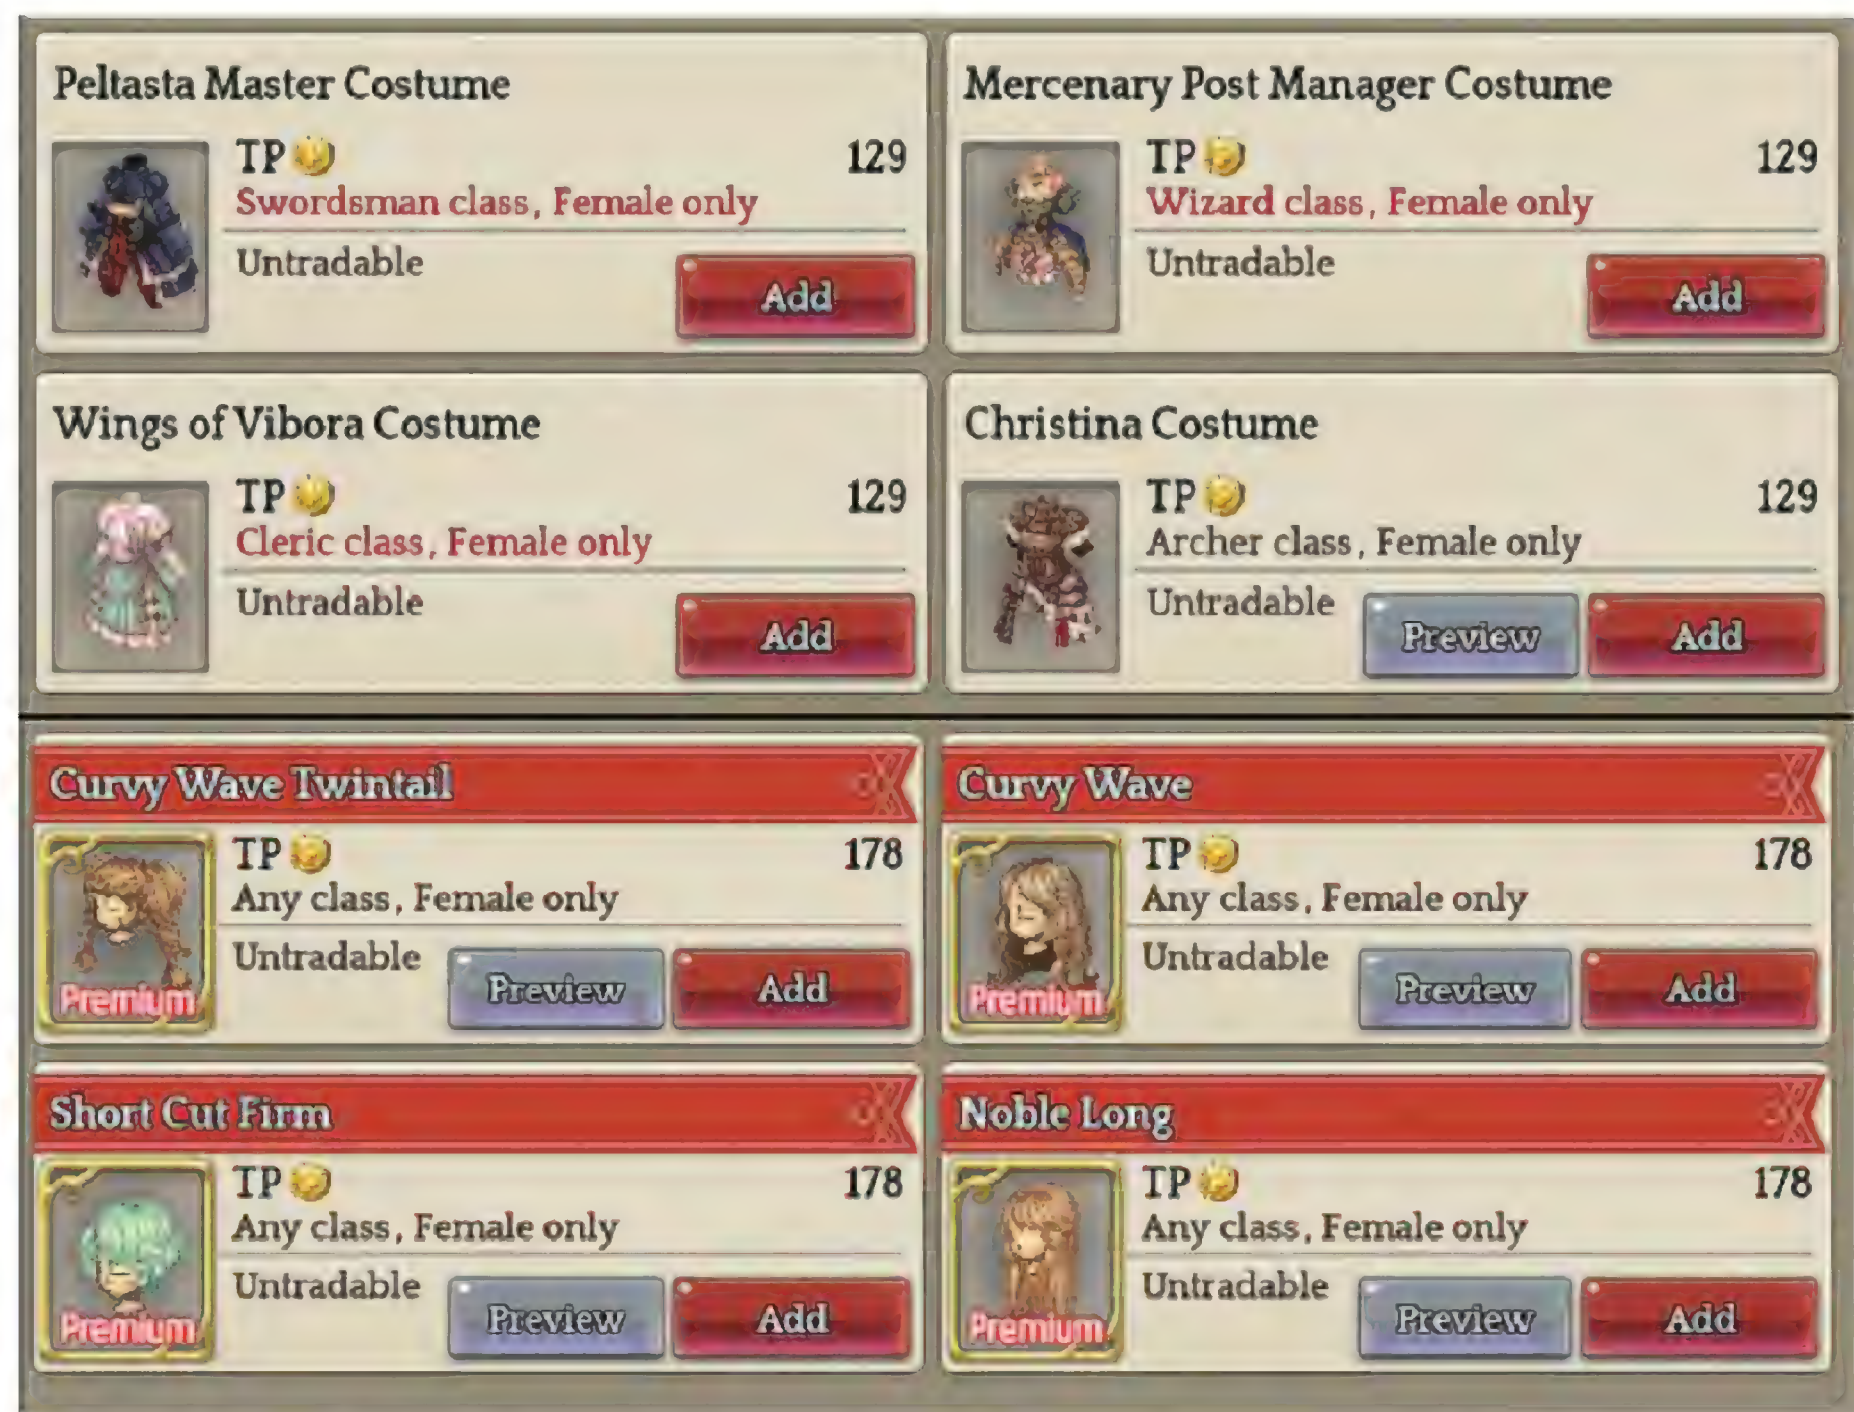 Peltasta Master Costume
TP 129
Swordsman class, Female only
Untradable
Add
Mercenary Post Manager Costume
TP 129
Wizard class, Female only
Untradable
Add
Wings of Vibora Costume
TP 129
Cleric class, Female only
Untradable
Add
Christina Costume
TP 129
Archer class, Female only
Untradable
Preview Add
Curvy Wave Twintail
TP 178
Any class, Female only
Untradable
Premium
Preview Add
Curvy Wave
TP 178
Any class, Female only
Untradable
Premium
Preview Add
Short Cut Firm
TP 178
Any class, Female only
Untradable
Premium
Preview Add
Noble Long
TP 178
Any class, Female only
Untradable
Premium
Preview Add